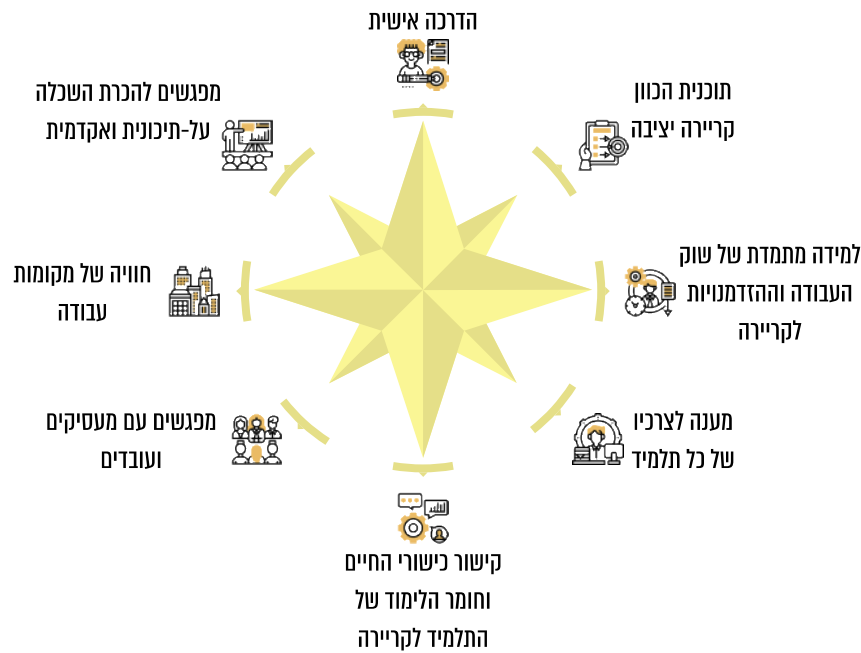 הדרכה אישית
תוכנית הכוון
קריירה יציבה
למידה מתמדת של שוק
העבודה וההזדמנויות
לקריירה
מענה לצרכיו
של כל תלמיד
קישור כישורי החיים
וחומר הלימוד של
התלמיד לקריירה
מפגשים עם מעסיקים
ועובדים
חוויה של מקומות
עבודה
מפגשים להכרת השכלה
על-תיכונית ואקדמית